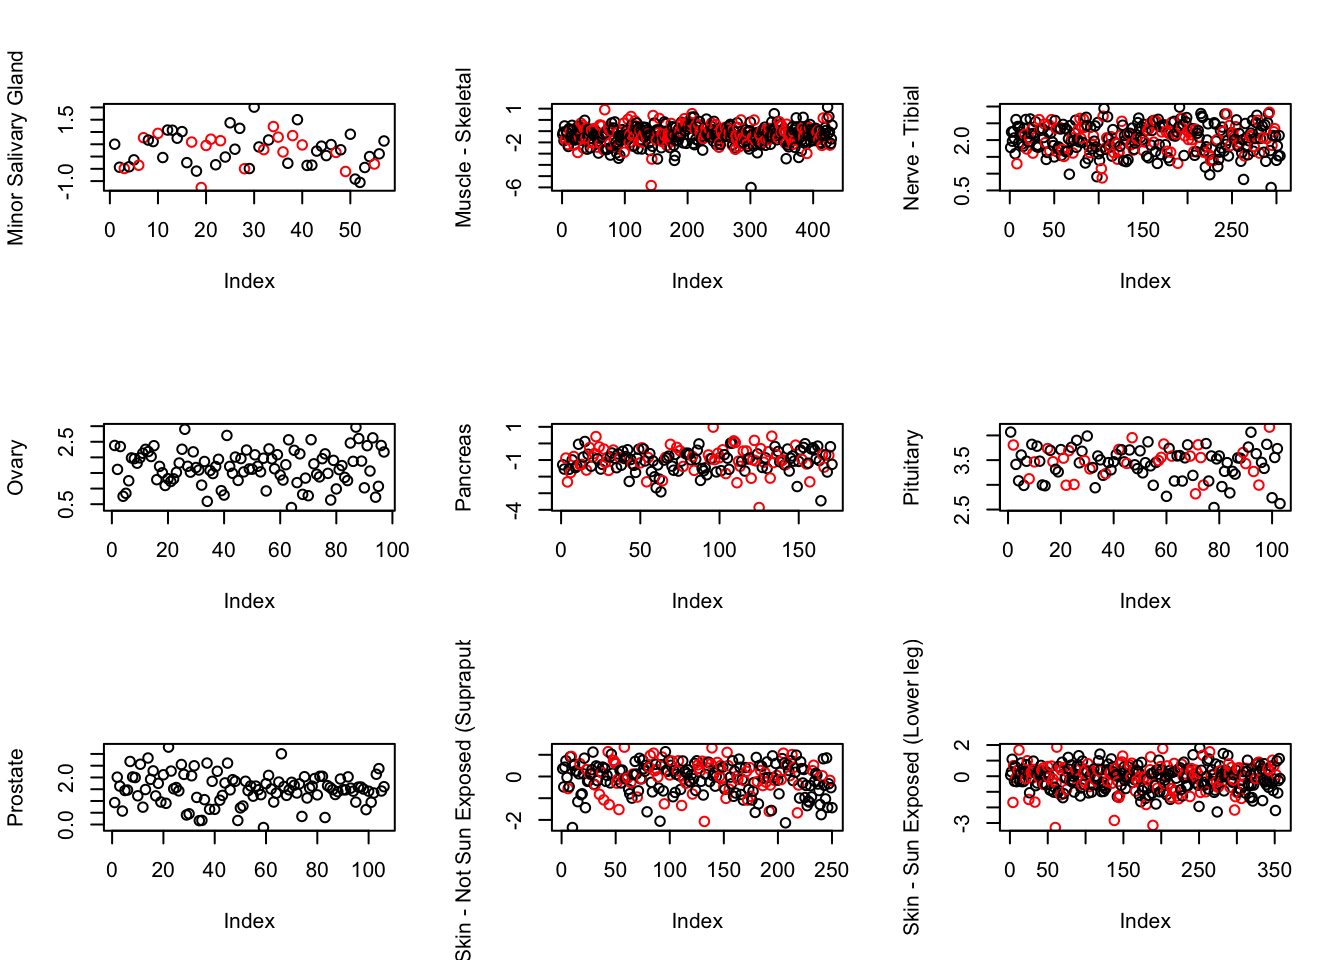 Minor Salivary Gland
-1.0 1.5
0 10 20 30 40 50
Index
Muscle - Skeletal
-6 -2 1
0 100 200 300 400
Index
Nerve - Tibial
0.5 2.0
0 50 150 250
Index
Ovary
0.5 2.5
0 20 40 60 80 100
Index
Pancreas
-4 -1 1
0 50 100 150
Index
Pituitary
2.5 3.5
0 20 40 60 80 100
Index
Prostate
0.0 2.0
0 20 40 60 80 100
Index
Skin - Not Sun Exposed (Suprapub
-2 0
0 50 100 150 200 250
Index
Skin - Sun Exposed (Lower leg)
-3 0 2
0 50 150 250 350
Index